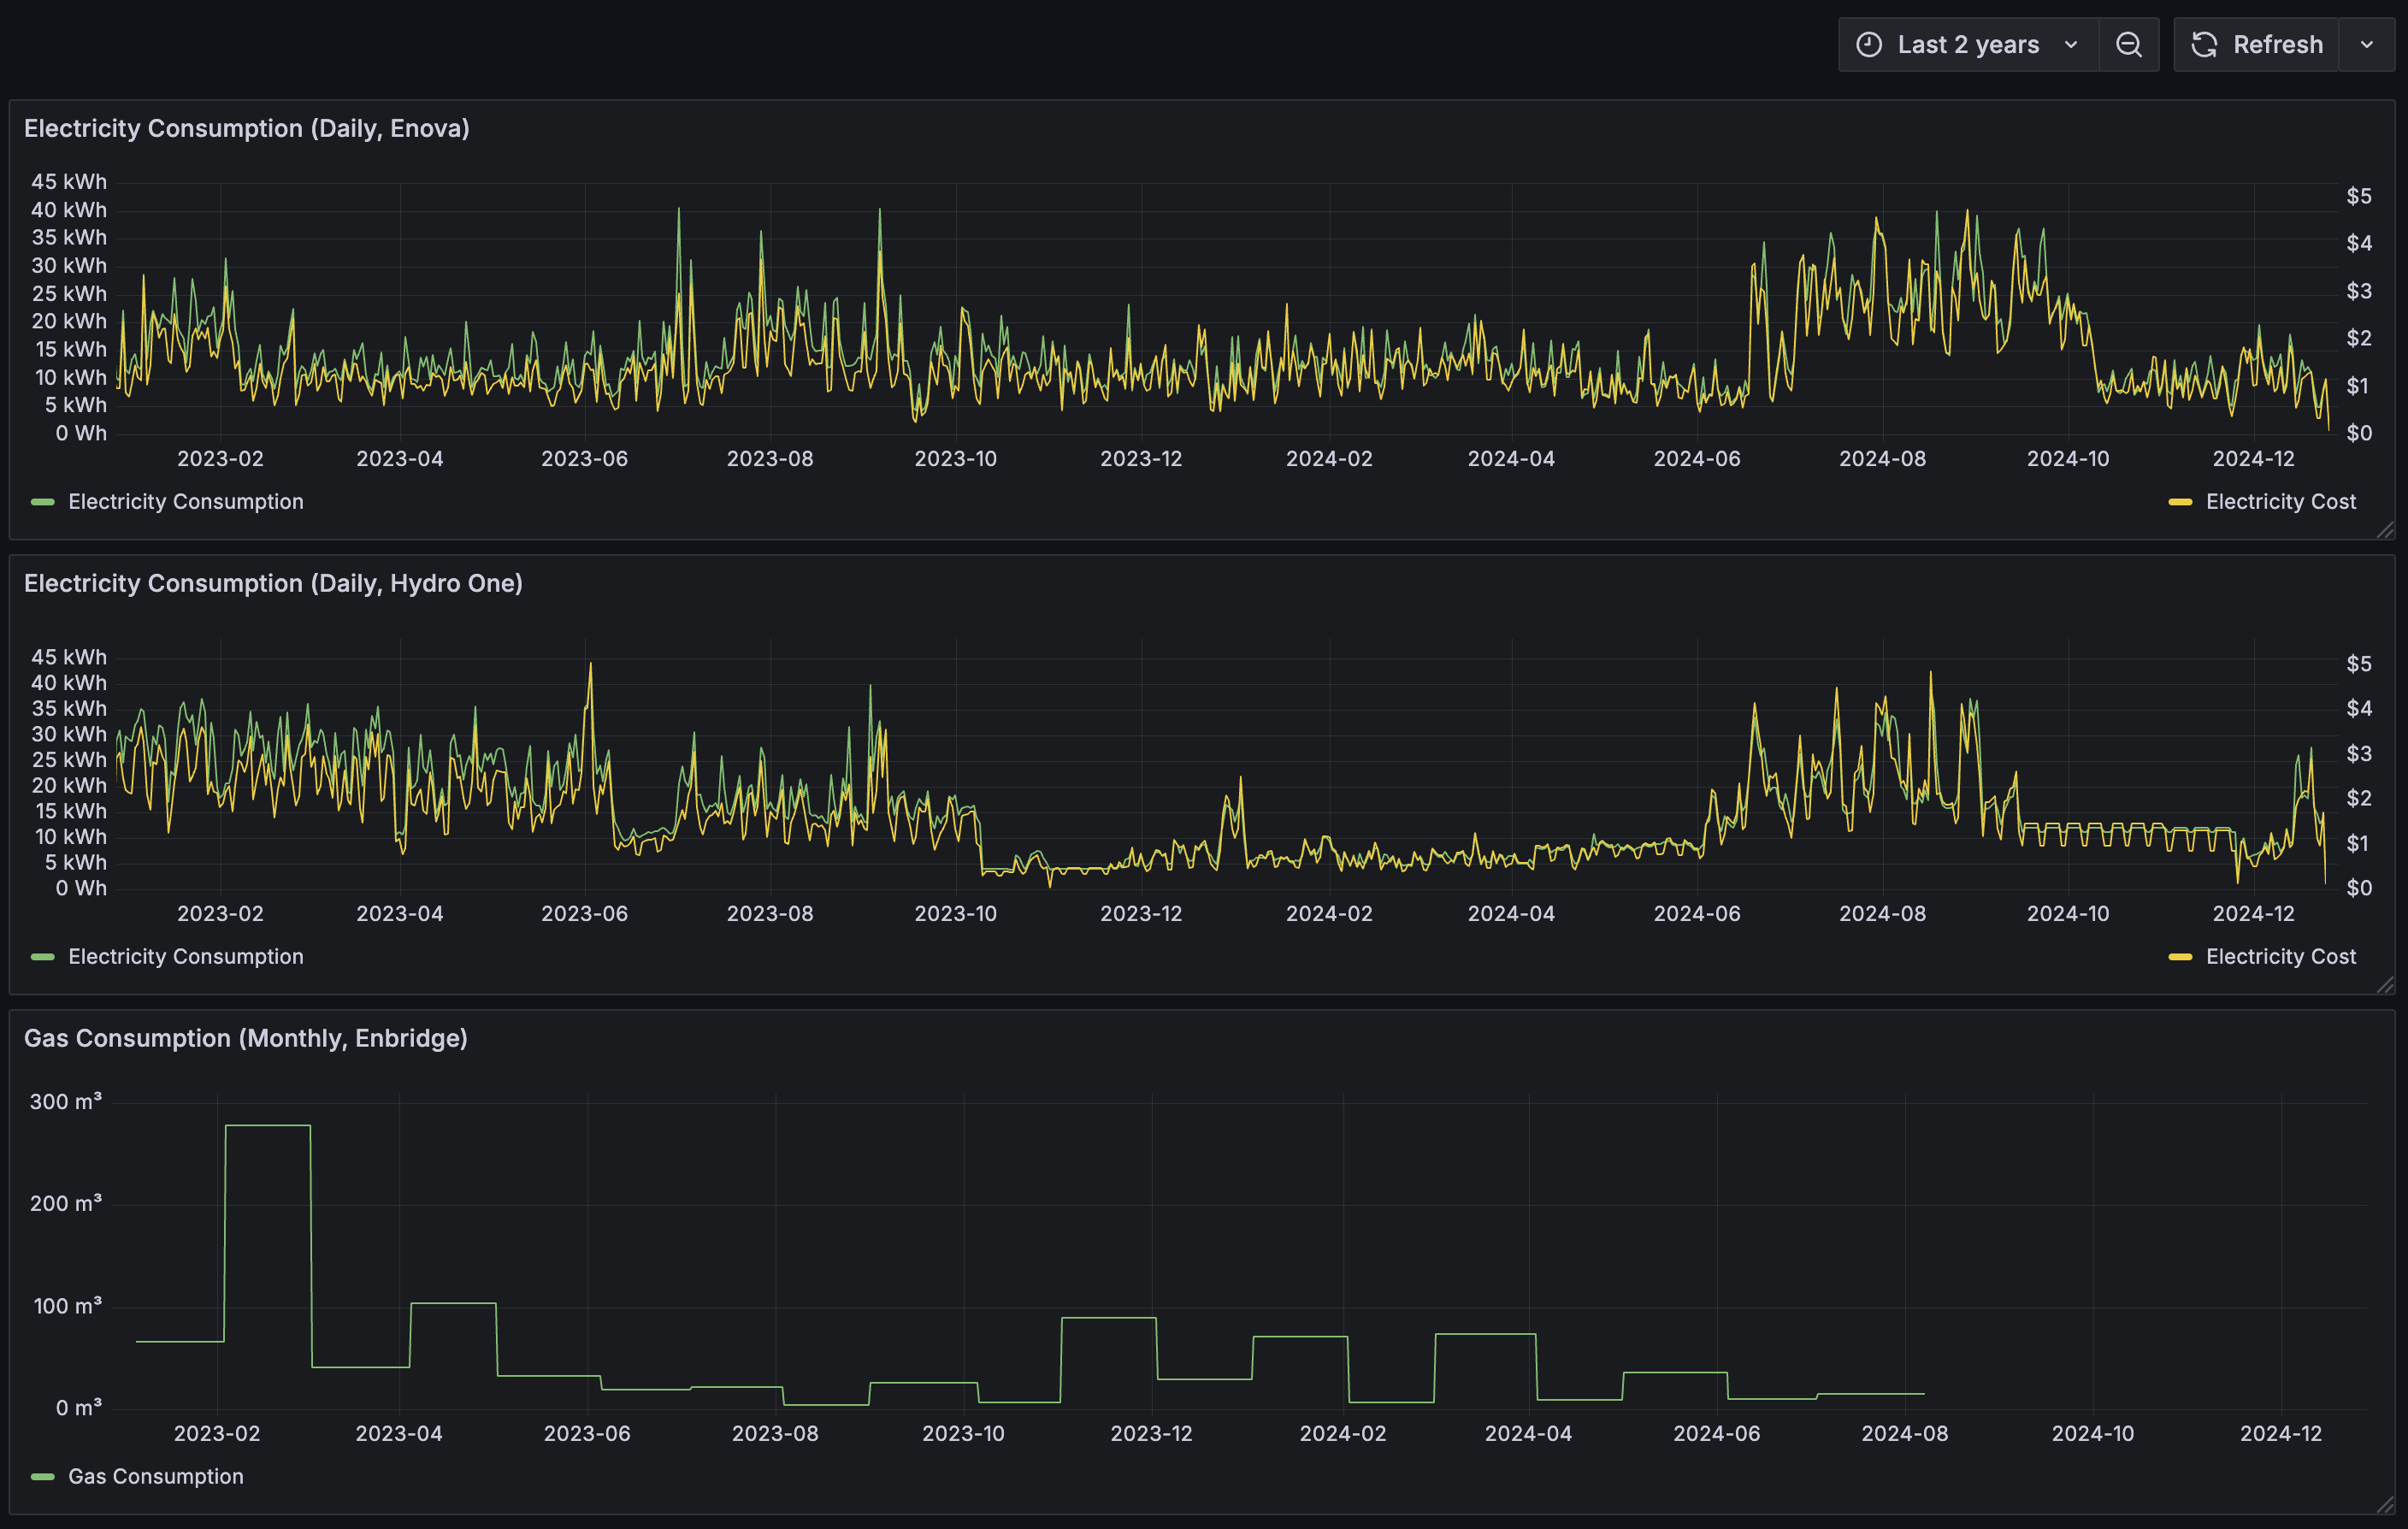 Last 2 years
Refresh
Electricity Consumption (Daily, Enova)
45 kWh
40 kWh
35 kWh
30 kWh
25 kWh
20 kWh
15 kWh
10 kWh
5 kWh
0 Wh
$5
$4
$3
$2
$1
$0
2023-02 2023-04 2023-06 2023-08 2023-10 2023-12 2024-02 2024-04 2024-06 2024-08 2024-10 2024-12
Electricity Consumption
Electricity Cost
Electricity Consumption (Daily, Hydro One)
45 kWh
40 kWh
35 kWh
30 kWh
25 kWh
20 kWh
15 kWh
10 kWh
5 kWh
0 Wh
$5
$4
$3
$2
$1
$0
2023-02 2023-04 2023-06 2023-08 2023-10 2023-12 2024-02 2024-04 2024-06 2024-08 2024-10 2024-12
Electricity Consumption
Electricity Cost
Gas Consumption (Monthly, Enbridge)
300 m³
200 m³
100 m³
0 m³
2023-02 2023-04 2023-06 2023-08 2023-10 2023-12 2024-02 2024-04 2024-06 2024-08 2024-10 2024-12
Gas Consumption